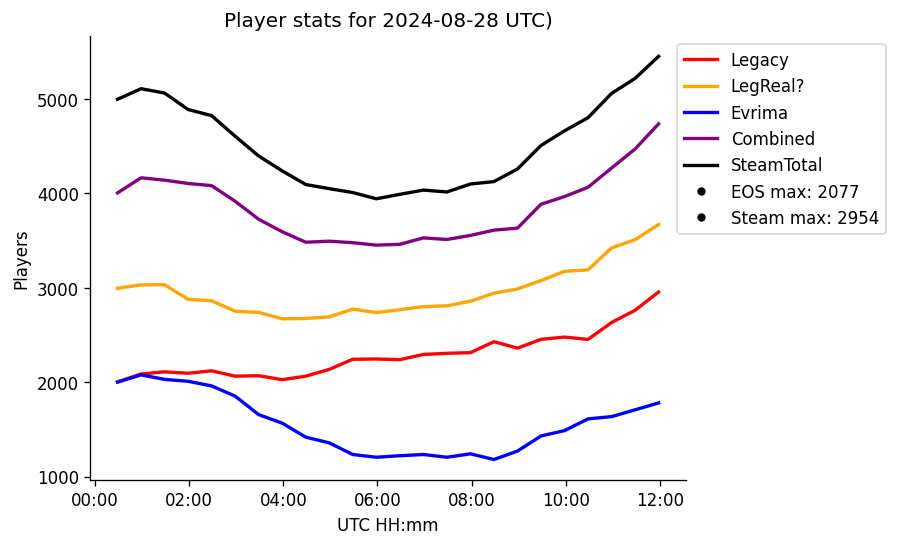 Player stats for 2024-08-28 UTC)
Legacy
LegReal?
Evrima
Combined
SteamTotal
EOS max: 2077
Steam max: 2954
Players
5000
4000
3000
2000
1000
00:00 02:00 04:00 06:00 08:00 10:00 12:00
UTC HH:mm